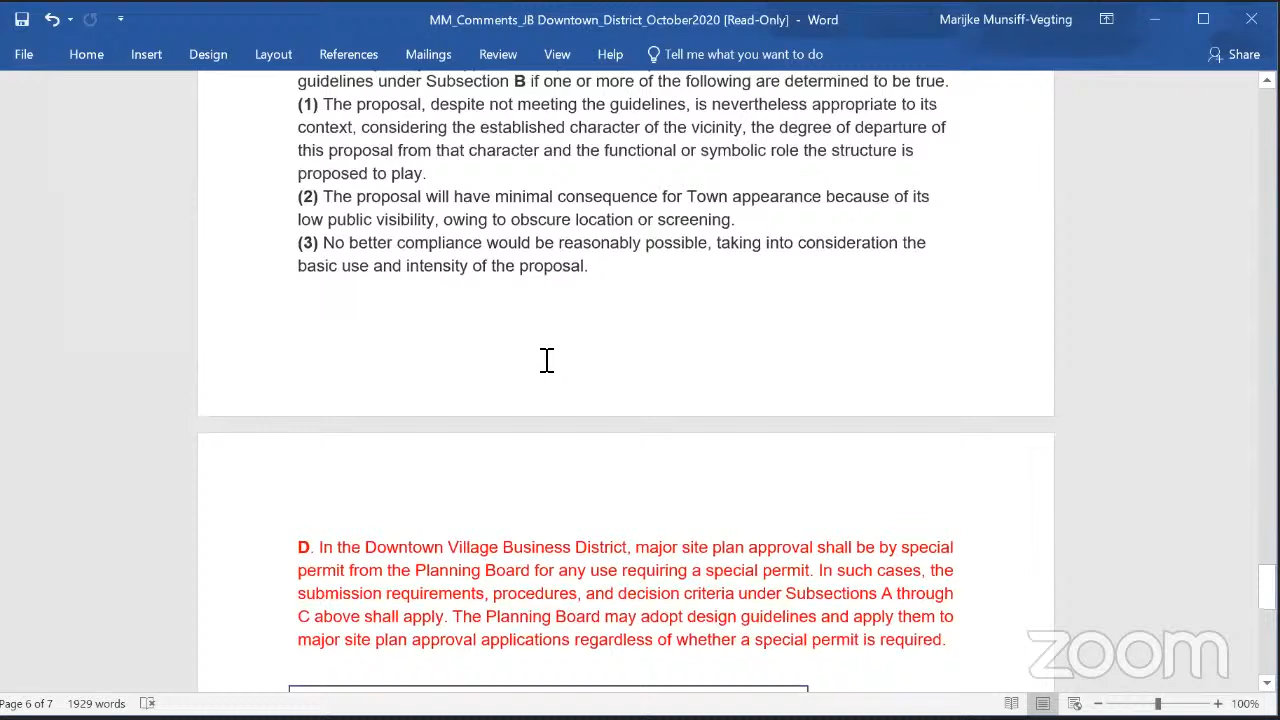 MM_Comments_JB Downtown_District_October2020 [Read-Only] - Word
Marijke Munsiff-Vegting
File Home Insert Design Layout References Mailings Review View Help Tell me what you want to do Share
guidelines under Subsection B if one or more of the following are determined to be true.
(1) The proposal, despite not meeting the guidelines, is nevertheless appropriate to its
context, considering the established character of the vicinity, the degree of departure of
this proposal from that character and the functional or symbolic role the structure is
proposed to play.
(2) The proposal will have minimal consequence for Town appearance because of its
low public visibility, owing to obscure location or screening.
(3) No better compliance would be reasonably possible, taking into consideration the
basic use and intensity of the proposal.
D. In the Downtown Village Business District, major site plan approval shall be by special
permit from the Planning Board for any use requiring a special permit. In such cases, the
submission requirements, procedures, and decision criteria under Subsections A through
C above shall apply. The Planning Board may adopt design guidelines and apply them to
major site plan approval applications regardless of whether a special permit is required.
zoom
Page 6 of 7 1929 words 100%